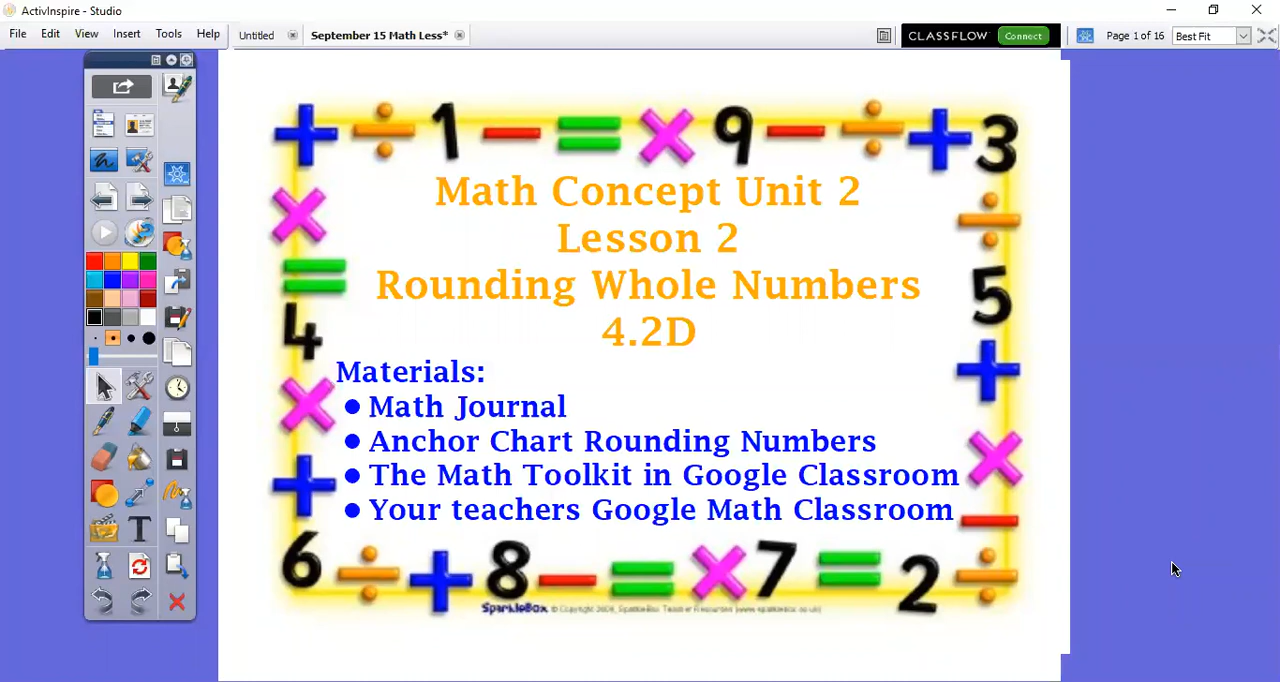 ActivInspire - Studio
File Edit View Insert Tools Help
Untitled
September 15 Math Less*
CLASSFLOW
Connect
Page 1 of 16
Best Fit
1 9 3
Math Concept Unit 2
Lesson 2
Rounding Whole Numbers
4.2D
5
4
Materials:
• Math Journal
• Anchor Chart Rounding Numbers
• The Math Toolkit in Google Classroom
• Your teachers Google Math Classroom
6 8 7 2
SparkleBox